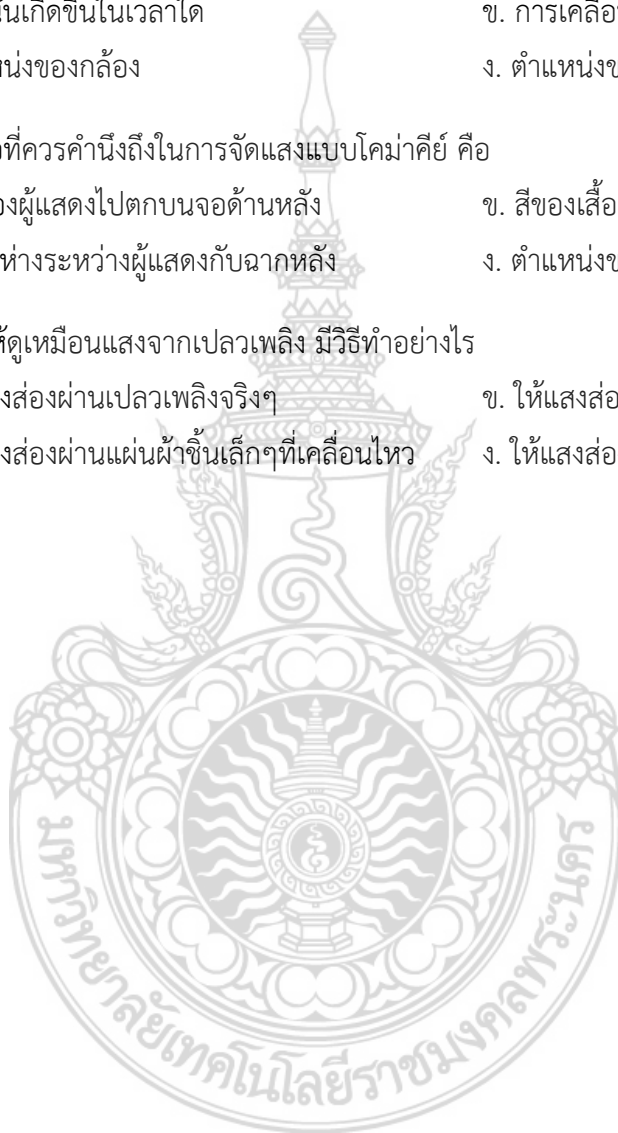 นเกิดขึ้นในเวลาใด ข. การเคลื่อ
หน่งของกล้อง ง. ตำแหน่งข
ที่ควรคำนึงถึงในการจัดแสงแบบโคม่าคีย์ คือ
องผู้แสดงไปตกบนจอด้านหลัง ข. สีของเสื้อ
ห่างระหว่างผู้แสดงกับฉากหลัง ง. ตำแหน่งข
ห้ดูเหมือนแสงจากเปลวเพลิง มีวิธีทำอย่างไร
งส่องผ่านเปลวเพลิงจริงๆ ข. ให้แสงส่อ
งส่องผ่านแผ่นผ้าชิ้นเล็กๆที่เคลื่อนไหว ง. ให้แสงส่อ
มหาวิทยาลัยเทคโนโลยีราชมงคลพระนคร